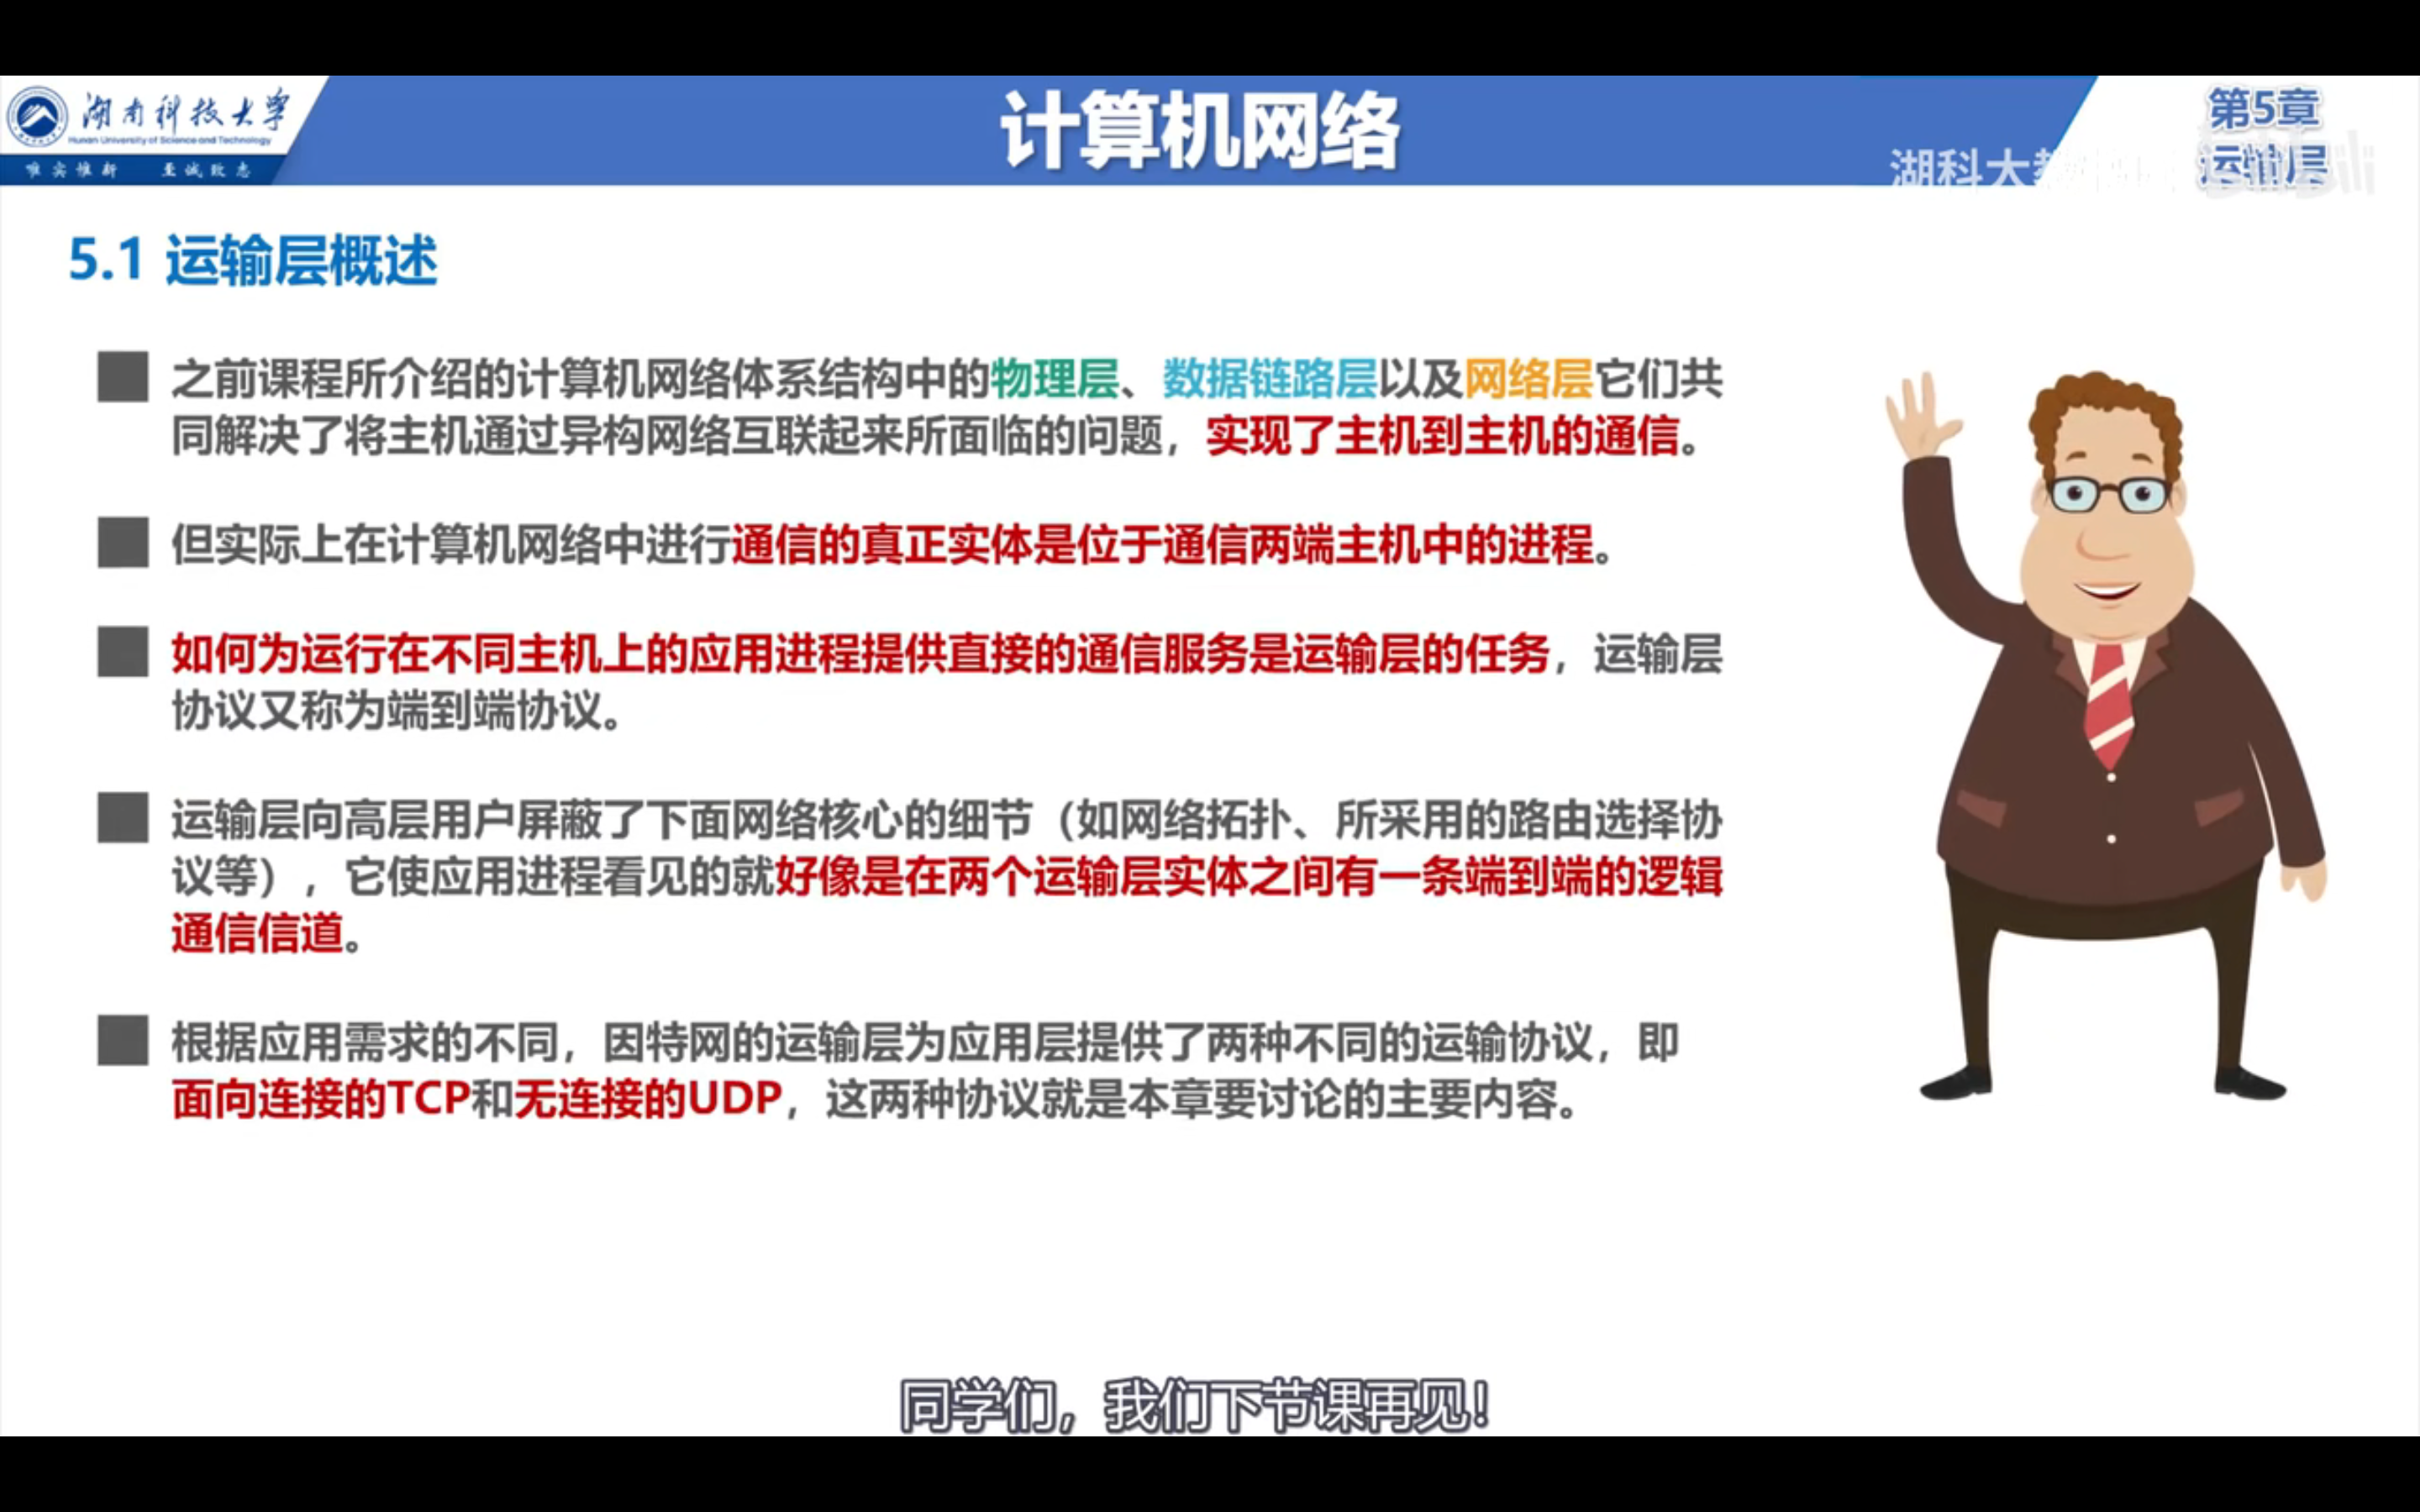 湖南科技大学
Hunan University of Science and Technology
唯实惟新 至诚致志
计算机网络
第5章
运输层
湖科大教
5.1 运输层概述
之前课程所介绍的计算机网络体系结构中的物理层、数据链路层以及网络层它们共
同解决了将主机通过异构网络互联起来所面临的问题，实现了主机到主机的通信。
但实际上在计算机网络中进行通信的真正实体是位于通信两端主机中的进程。
如何为运行在不同主机上的应用进程提供直接的通信服务是运输层的任务，运输层
协议又称为端到端协议。
运输层向高层用户屏蔽了下面网络核心的细节（如网络拓扑、所采用的路由选择协
议等），它使应用进程看见的就好像是在两个运输层实体之间有一条端到端的逻辑
通信信道。
根据应用需求的不同，因特网的运输层为应用层提供了两种不同的运输协议，即
面向连接的TCP和无连接的UDP，这两种协议就是本章要讨论的主要内容。
同学们，我们下节课再见！